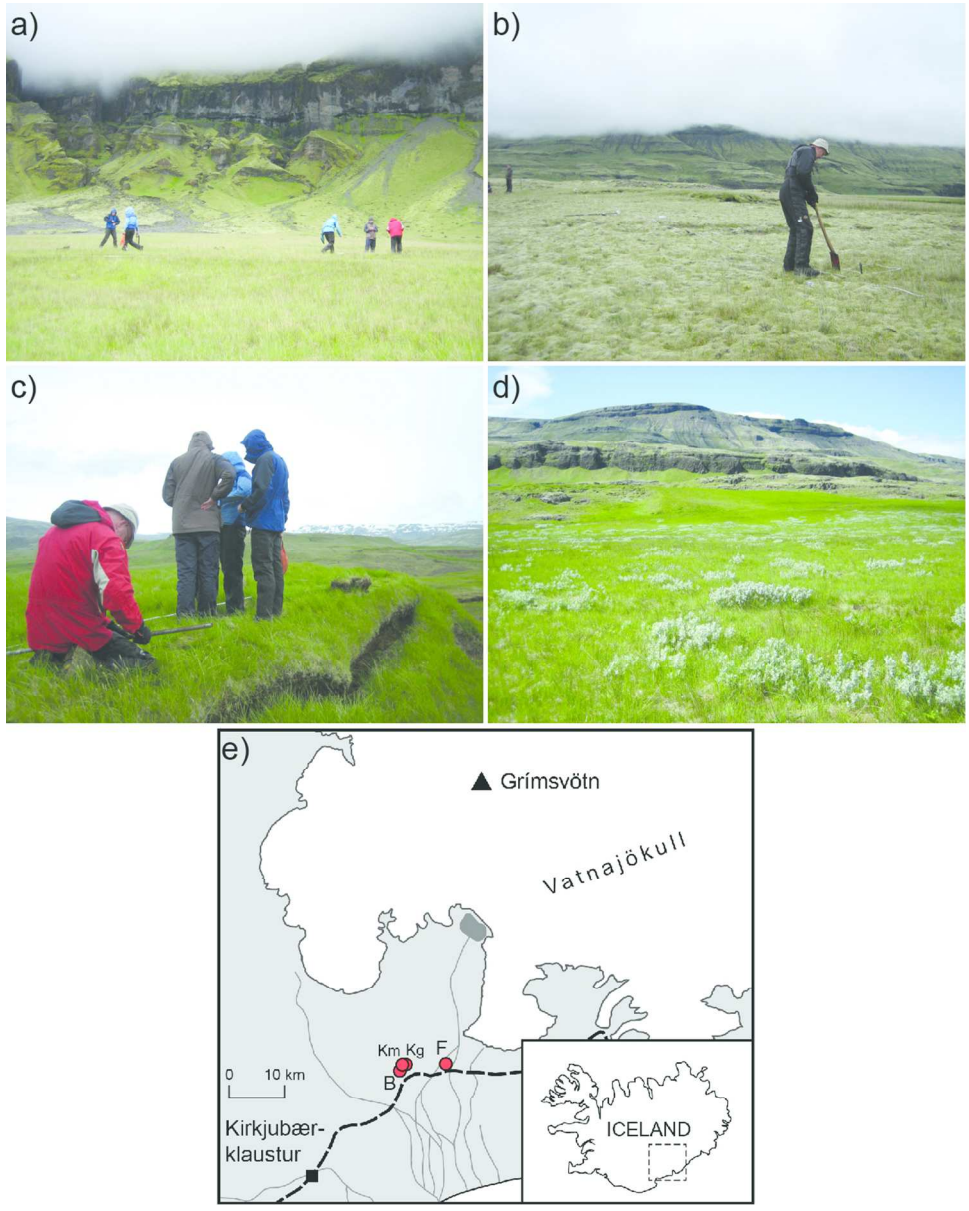 a)
b)
c)
d)
e)
Grímsvötn
Vatnajökull
Km Kg F
B
0 10 km
Kirkjubær-
klaustur
ICELAND